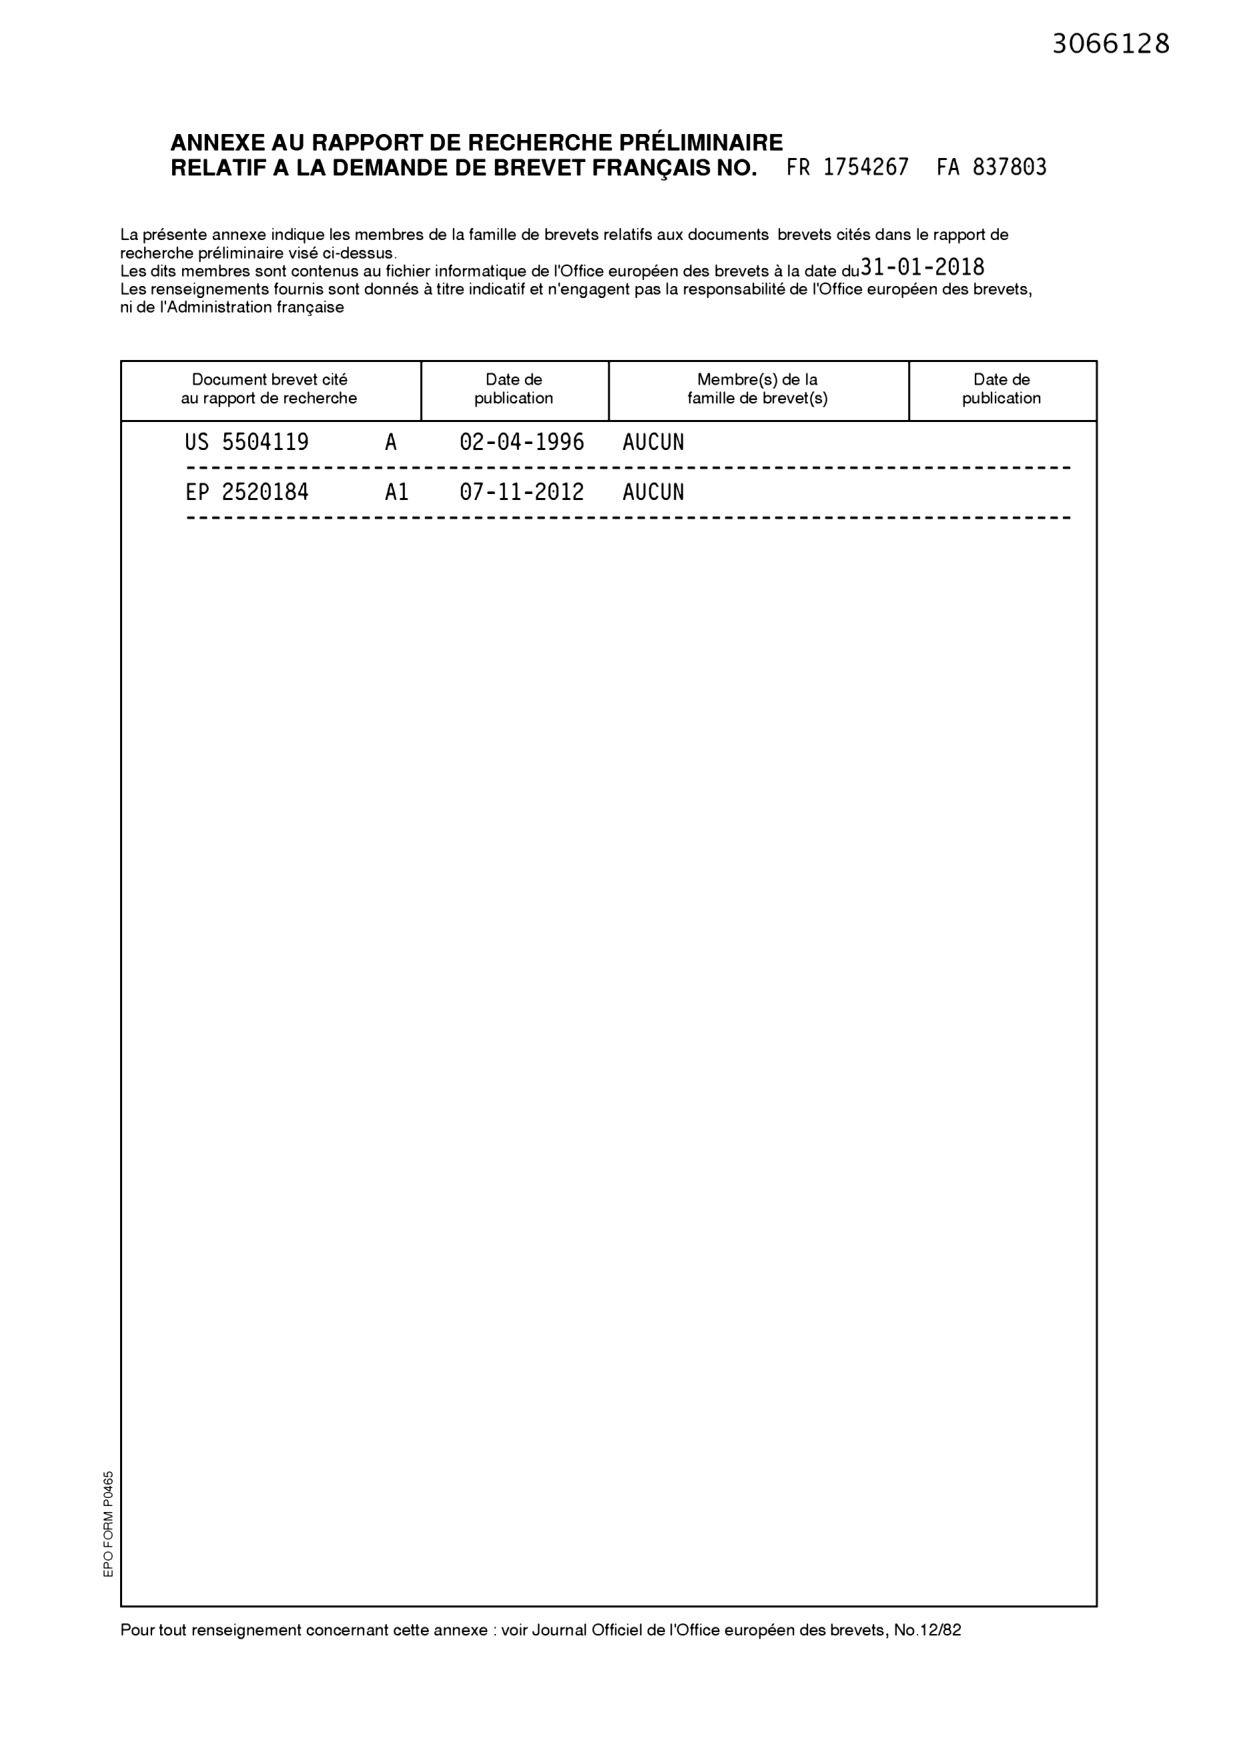 3066128
ANNEXE AU RAPPORT DE RECHERCHE PRÉLIMINAIRE
RELATIF A LA DEMANDE DE BREVET FRANÇAIS NO. FR 1754267 FA 837803
La présente annexe indique les membres de la famille de brevets relatifs aux documents brevets cités dans le rapport de
recherche préliminaire visé ci-dessus.
Les dits membres sont contenus au fichier informatique de l'Office européen des brevets à la date du 31-01-2018
Les renseignements fournis sont donnés à titre indicatif et n'engagent pas la responsabilité de l'Office européen des brevets,
ni de l'Administration française
Document brevet cité
au rapport de recherche
Date de
publication
Membre(s) de la
famille de brevet(s)
Date de
publication
US 5504119 A 02-04-1996 AUCUN
EP 2520184 A1 07-11-2012 AUCUN
EPO FORM P0465
Pour tout renseignement concernant cette annexe : voir Journal Officiel de l'Office européen des brevets, No.12/82